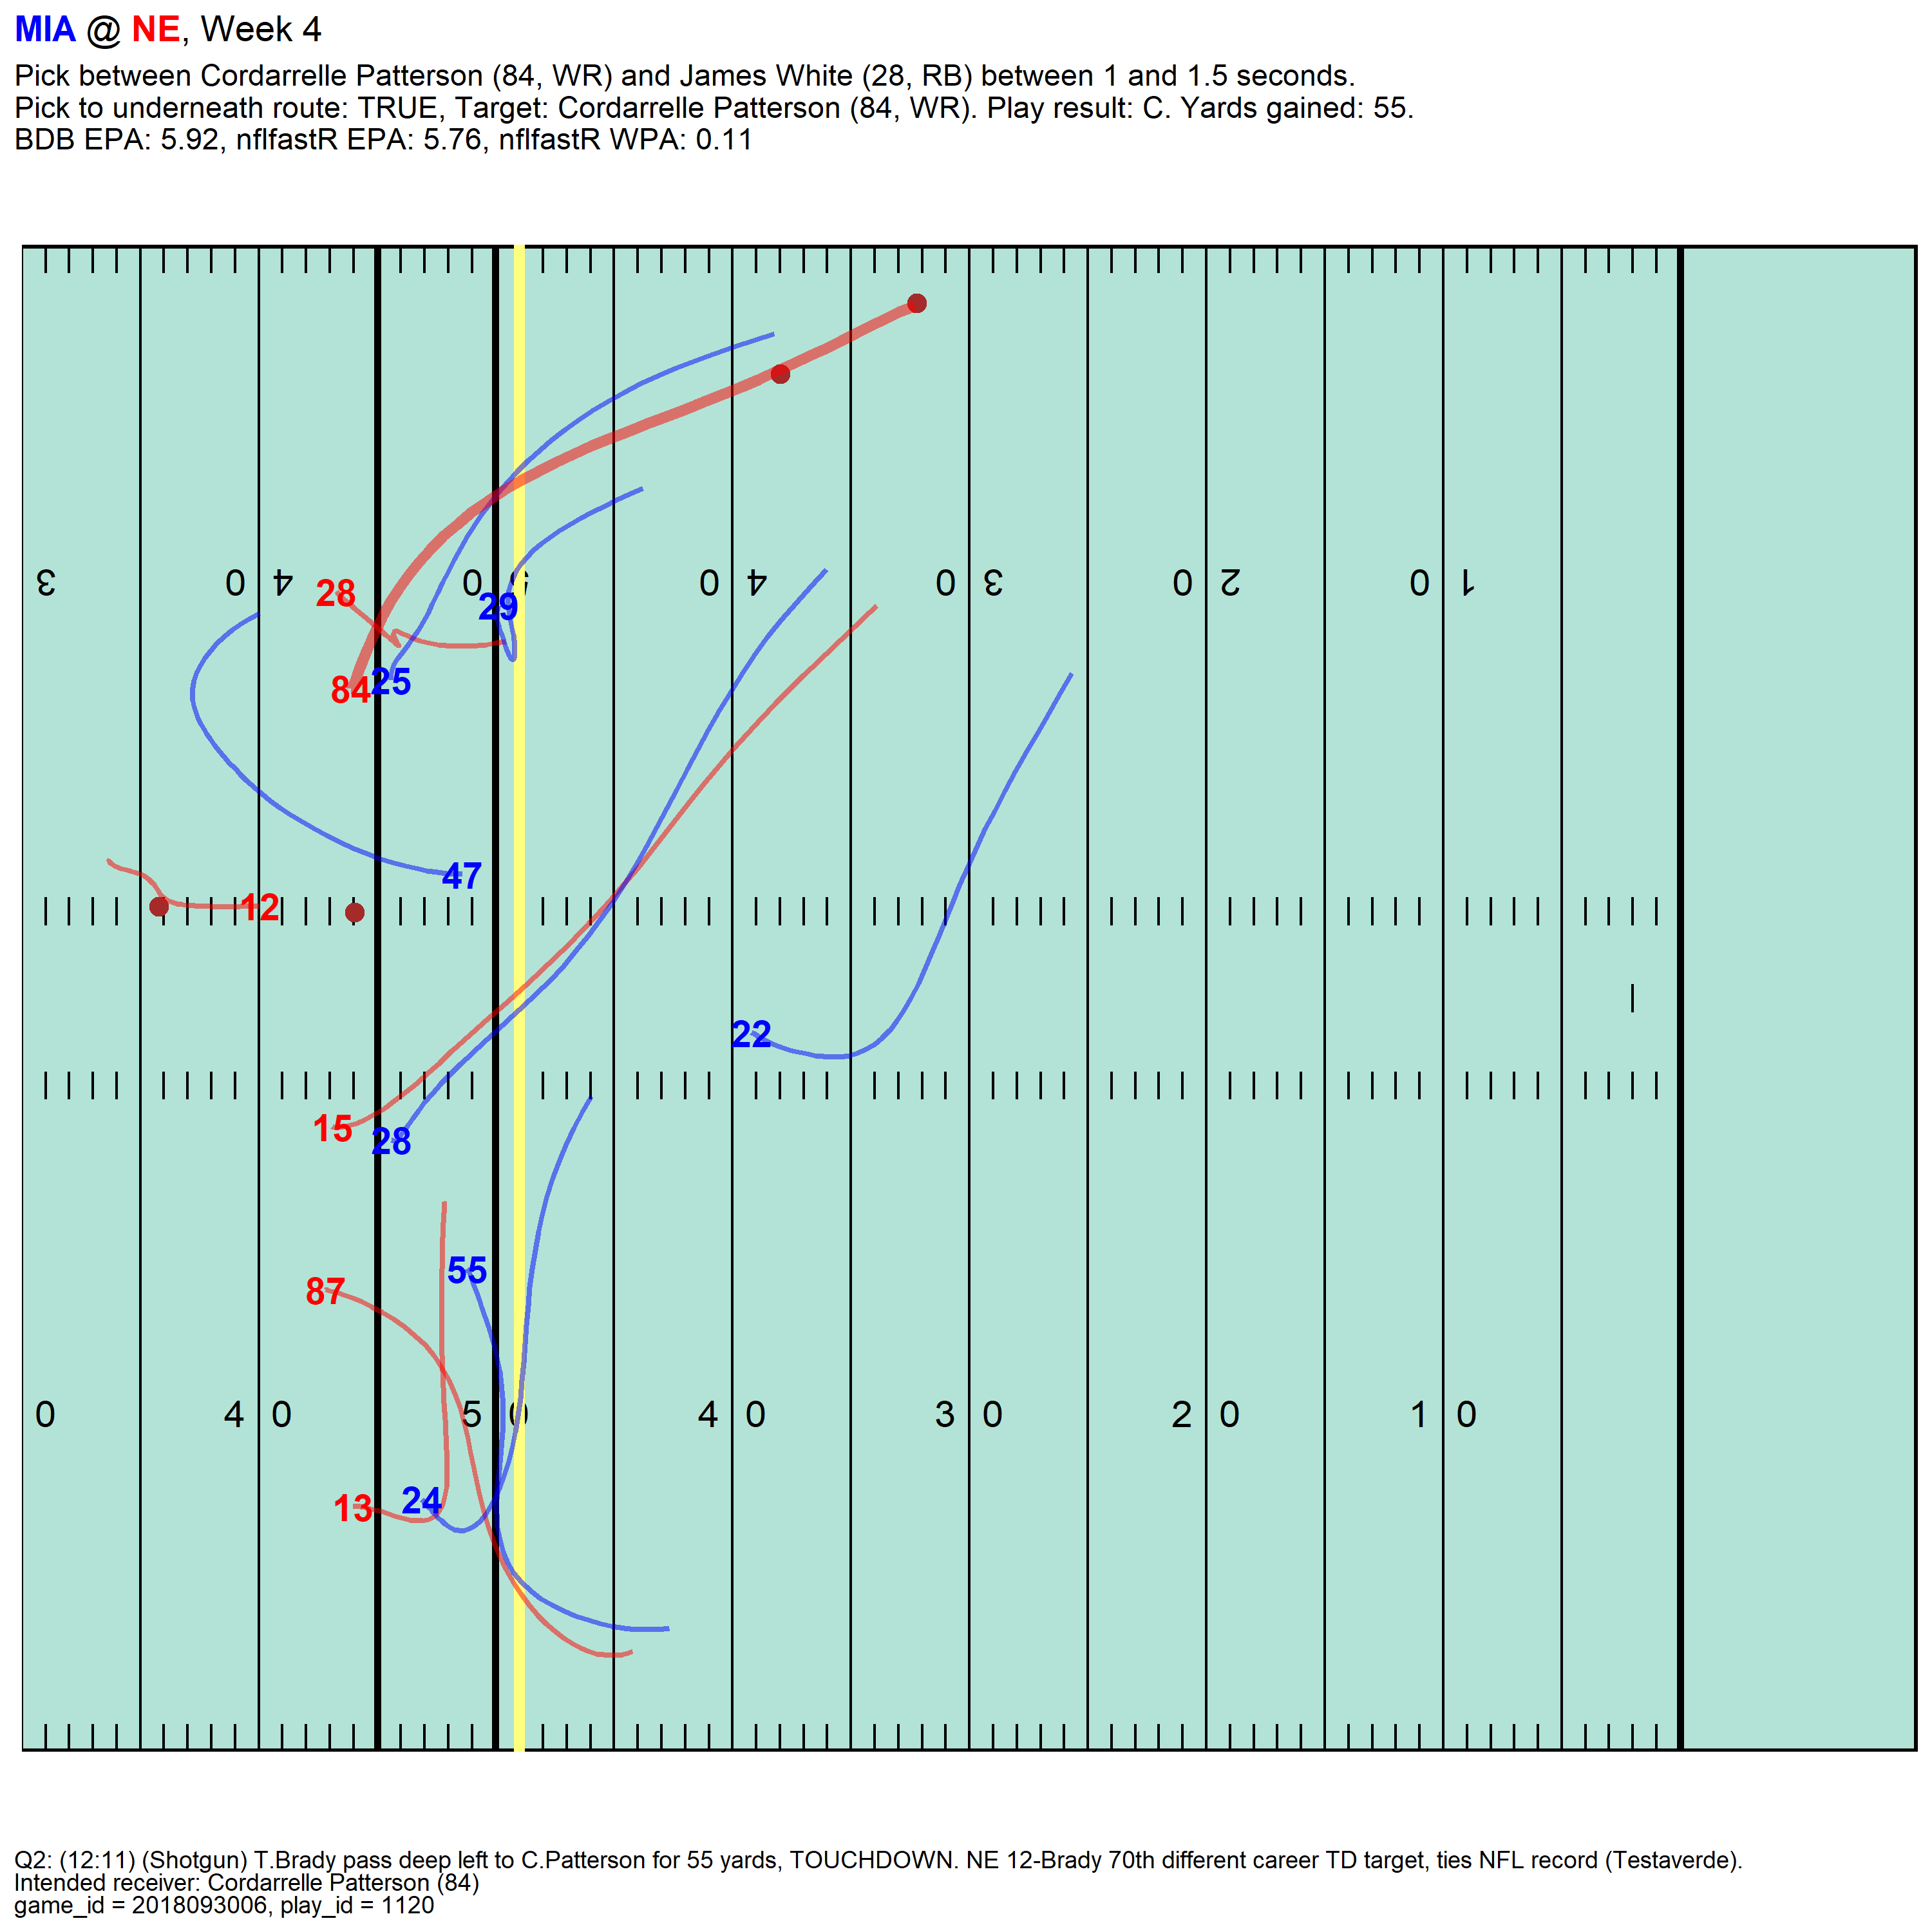 MIA @ NE, Week 4
Pick between Cordarrelle Patterson (84, WR) and James White (28, RB) between 1 and 1.5 seconds.
Pick to underneath route: TRUE, Target: Cordarrelle Patterson (84, WR). Play result: C. Yards gained: 55.
BDB EPA: 5.92, nflfastR EPA: 5.76, nflfastR WPA: 0.11
3 0 4 0 5 0 4 0 3 0 2 0 1
28
29
84 25
47
12
22
15
28
55
87
0 4 0 5 0 4 0 3 0 2 0 1 0
24
13
Q2: (12:11) (Shotgun) T.Brady pass deep left to C.Patterson for 55 yards, TOUCHDOWN. NE 12-Brady 70th different career TD target, ties NFL record (Testaverde).
Intended receiver: Cordarrelle Patterson (84)
game_id = 2018093006, play_id = 1120